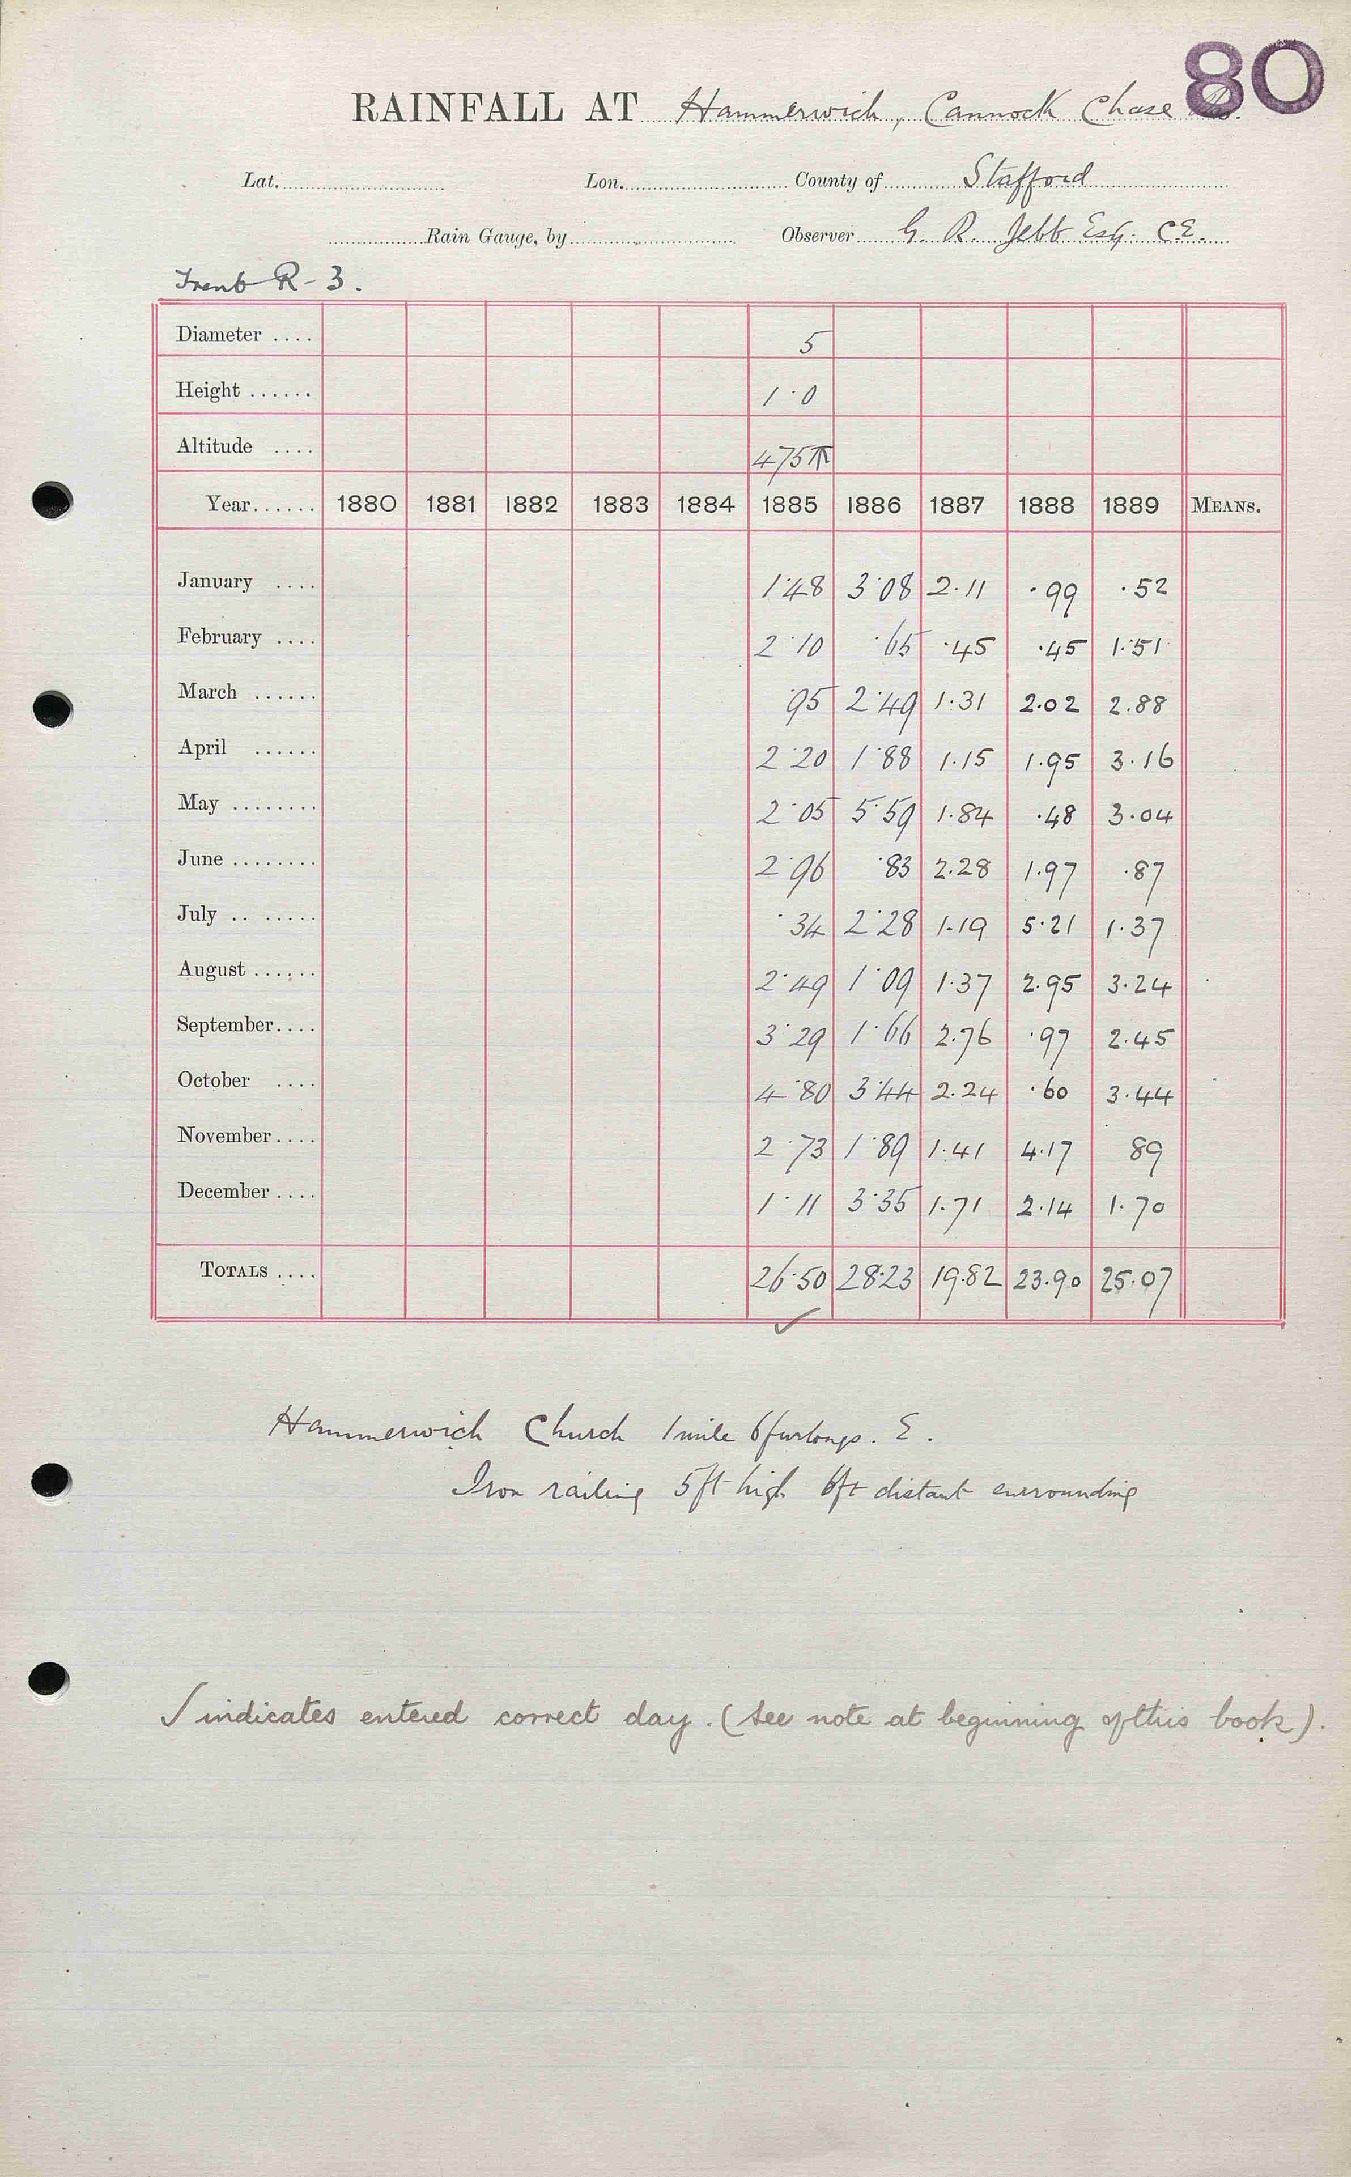 80
RAINFALL AT Hammerwich, Cannock Chase
Lat. Lon. County of Stafford
Rain Gauge, by Observer G. R. Jebb Esq. C.E.
Trent R - 3.
Diameter .... 5
Height ...... 1·0
Altitude .... 475
Year...... 1880 1881 1882 1883 1884 1885 1886 1887 1888 1889 MEANS.
January .... 1·48 3·08 2.11 .99 .52
February .... 2·10 ·65 ·45 ·45 1.51
March ...... ·95 2·49 1.31 2.02 2.88
April ...... 2·20 1·88 1.15 1.95 3.16
May ........ 2·05 5·59 1.84 .48 3.04
June ........ 2·96 ·83 2.28 1.97 .87
July .. ...... ·34 2·28 1.19 5.21 1.37
August ...... 2·49 1·09 1.37 2.95 3.24
September.... 3·29 1·66 2.76 .97 2.45
October .... 4·80 3·44 2.24 .60 3.44
November.... 2·73 1·89 1.41 4.17 89
December .... 1·11 3·35 1.71 2.14 1.70
TOTALS .... 26·50 28·23 19.82 23.90 25.07
✓
Hammerwich Church 1 mile 6 furlongs. E.
Iron railing 5ft high 6ft distant surrounding
✓ indicates entered correct day. (See note at beginning of this book).